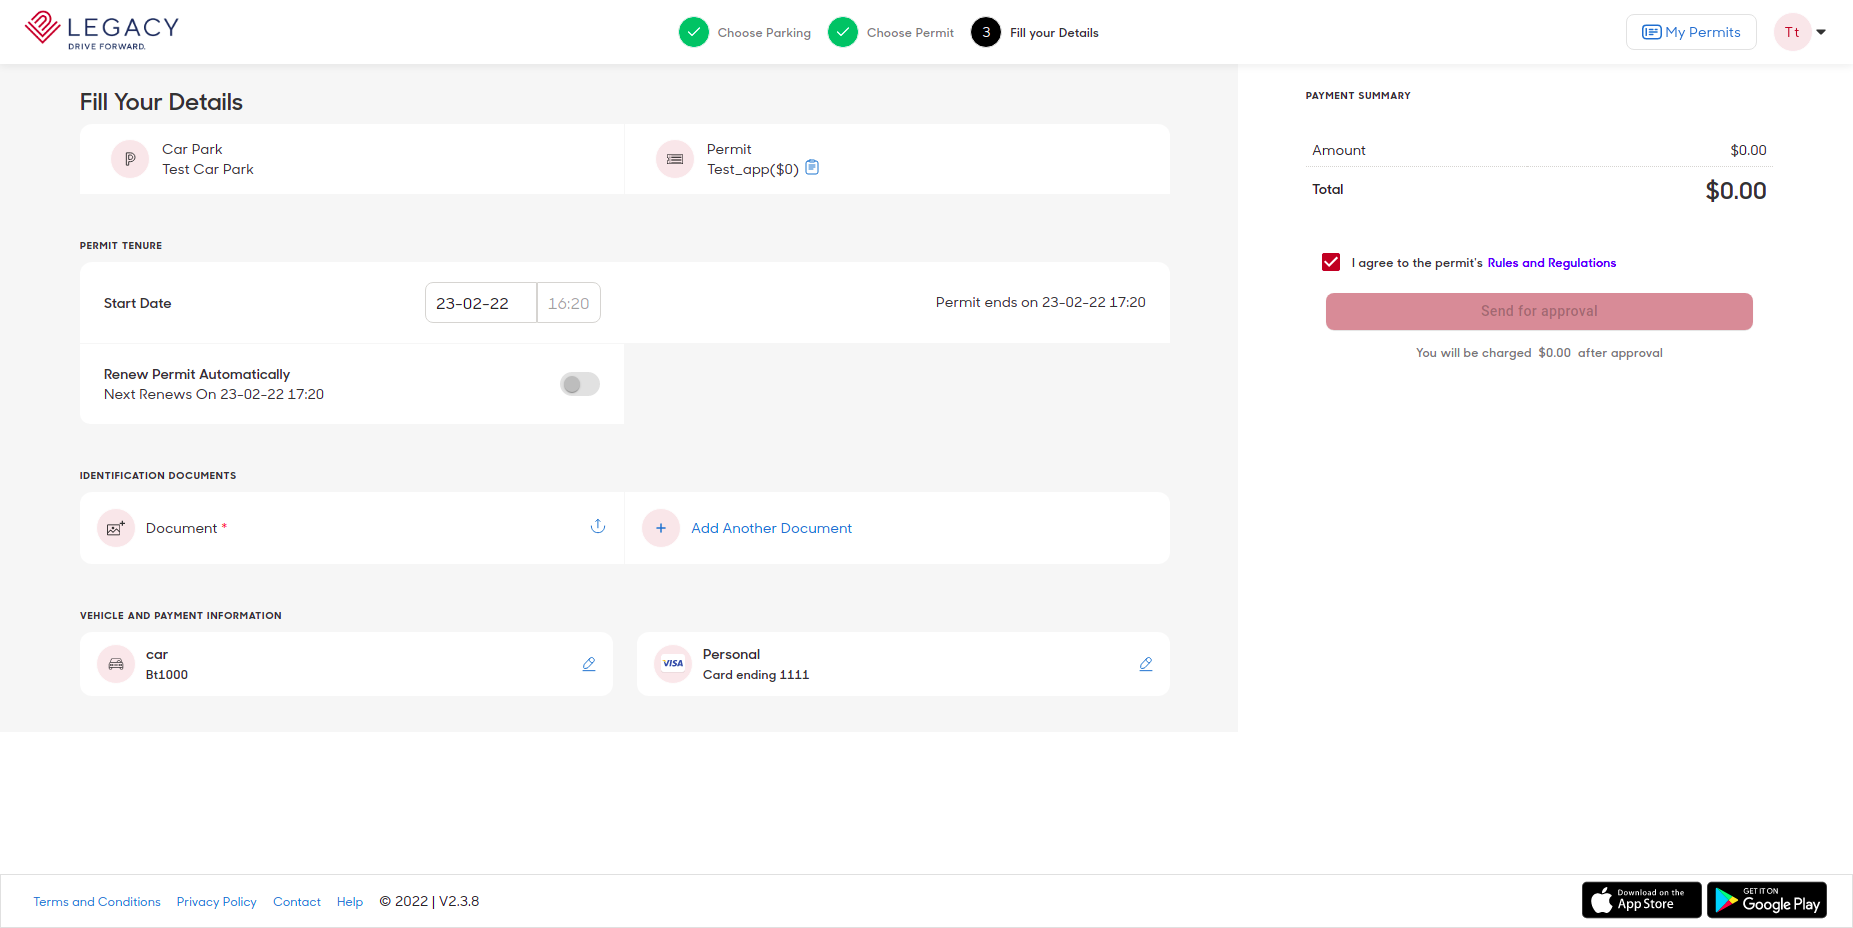 LEGACY
DRIVE FORWARD.
Choose Parking
Choose Permit
3
Fill your Details
My Permits
Tt
Fill Your Details
Car Park
Test Car Park
Permit
Test_app($0)
PERMIT TENURE
Start Date
23-02-22
16:20
Permit ends on 23-02-22 17:20
Renew Permit Automatically
Next Renews On 23-02-22 17:20
IDENTIFICATION DOCUMENTS
Document *
+
Add Another Document
VEHICLE AND PAYMENT INFORMATION
car
Bt1000
VISA
Personal
Card ending 1111
PAYMENT SUMMARY
Amount
$0.00
Total
$0.00
I agree to the permit's Rules and Regulations
Send for approval
You will be charged $0.00 after approval
Terms and Conditions
Privacy Policy
Contact
Help
© 2022 | V2.3.8
Download on the
App Store
GET IT ON
Google Play